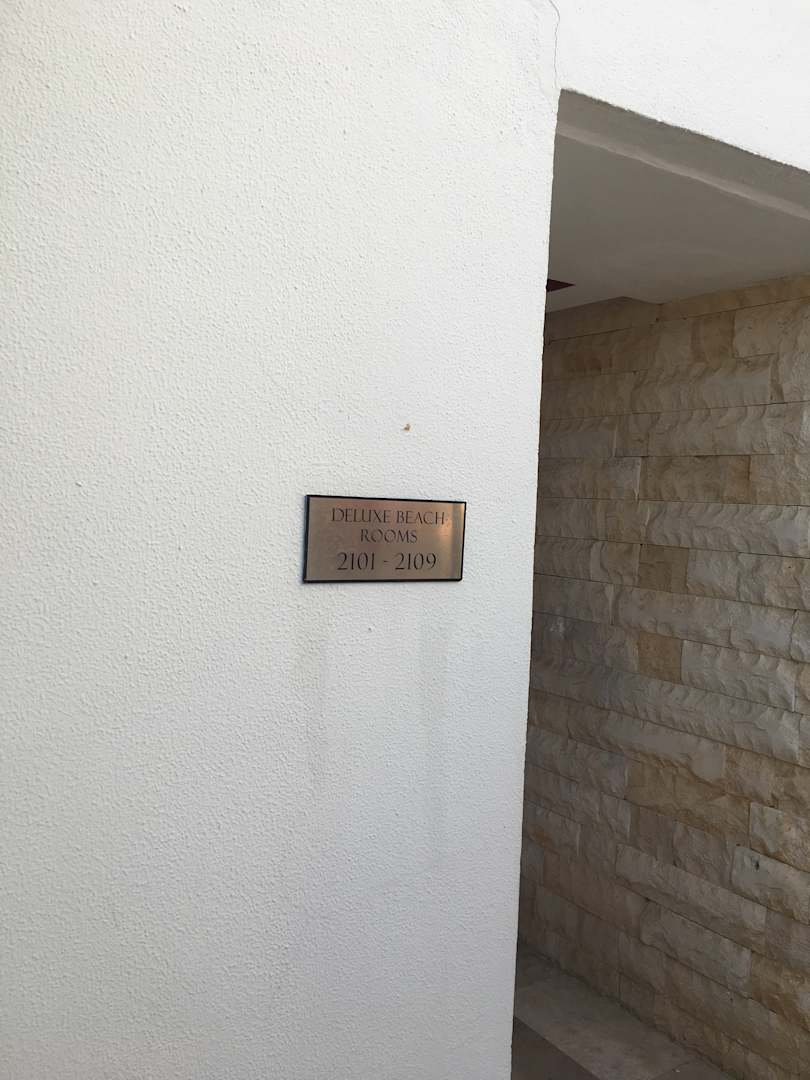 DELUXE BEACH
ROOMS
2101 - 2109